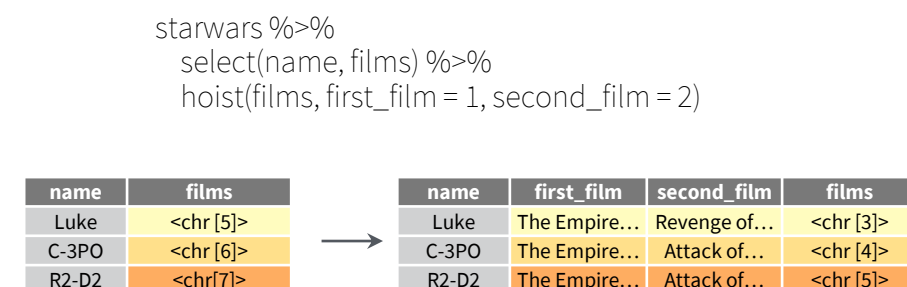 starwars %>%
select(name, films) %>%
hoist(films, first_film = 1, second_film = 2)
name films
Luke <chr [5]>
C-3PO <chr [6]>
R2-D2 <chr[7]>
name first_film second_film films
Luke The Empire… Revenge of… <chr [3]>
C-3PO The Empire… Attack of… <chr [4]>
R2-D2 The Empire… Attack of… <chr [5]>